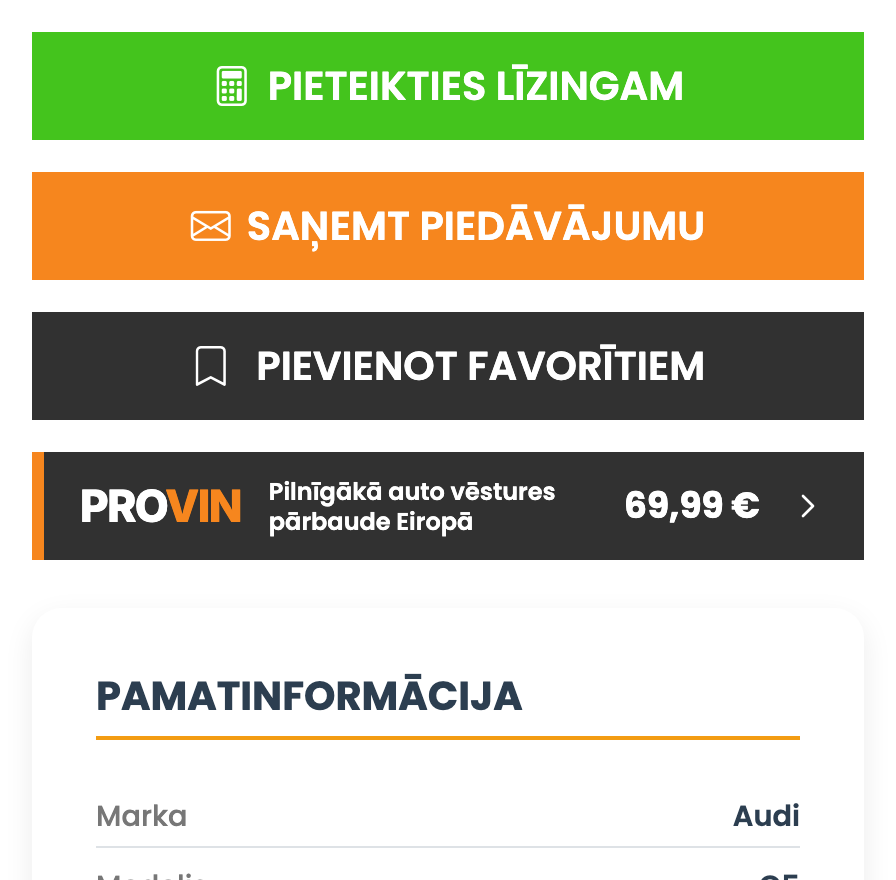 PIETEIKTIES LĪZINGAM
SAŅEMT PIEDĀVĀJUMU
PIEVIENOT FAVORĪTIEM
PROVIN
Pilnīgākā auto vēstures
pārbaude Eiropā
69,99 €
PAMATINFORMĀCIJA
Marka Audi